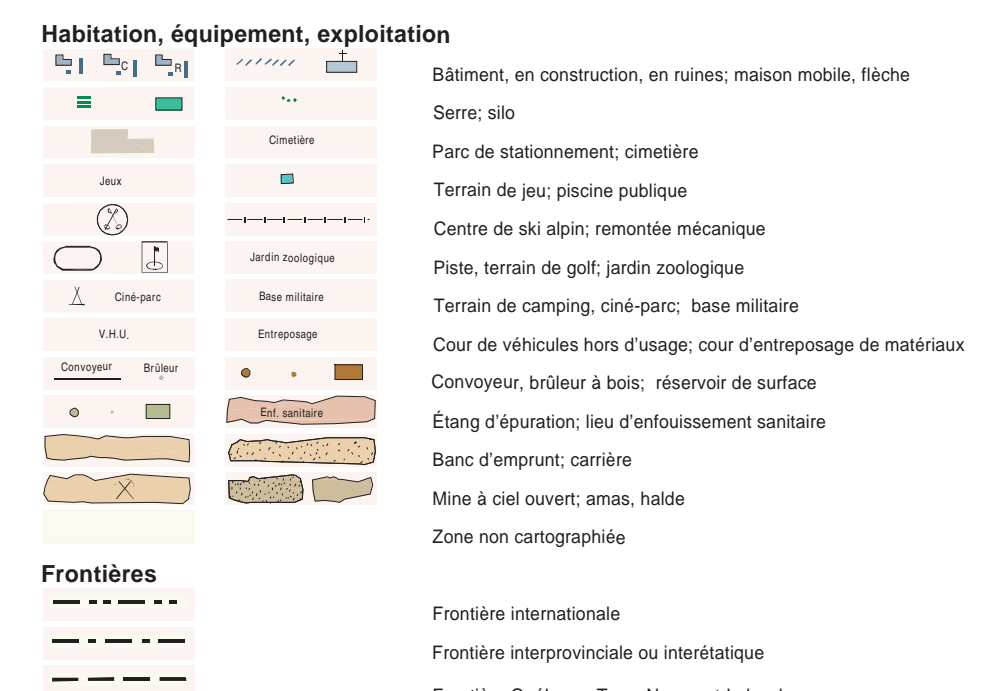 Habitation, équipement, exploitation
C R Bâtiment, en construction, en ruines; maison mobile, flèche
Serre; silo
Cimetière Parc de stationnement; cimetière
Jeux Terrain de jeu; piscine publique
Centre de ski alpin; remontée mécanique
Jardin zoologique Piste, terrain de golf; jardin zoologique
Ciné-parc Base militaire Terrain de camping, ciné-parc; base militaire
V.H.U. Entreposage Cour de véhicules hors d'usage; cour d'entreposage de matériaux
Convoyeur Brûleur Convoyeur, brûleur à bois; réservoir de surface
Enf. sanitaire Étang d'épuration; lieu d'enfouissement sanitaire
Banc d'emprunt; carrière
Mine à ciel ouvert; amas, halde
Zone non cartographiée
Frontières
Frontière internationale
Frontière interprovinciale ou interétatique